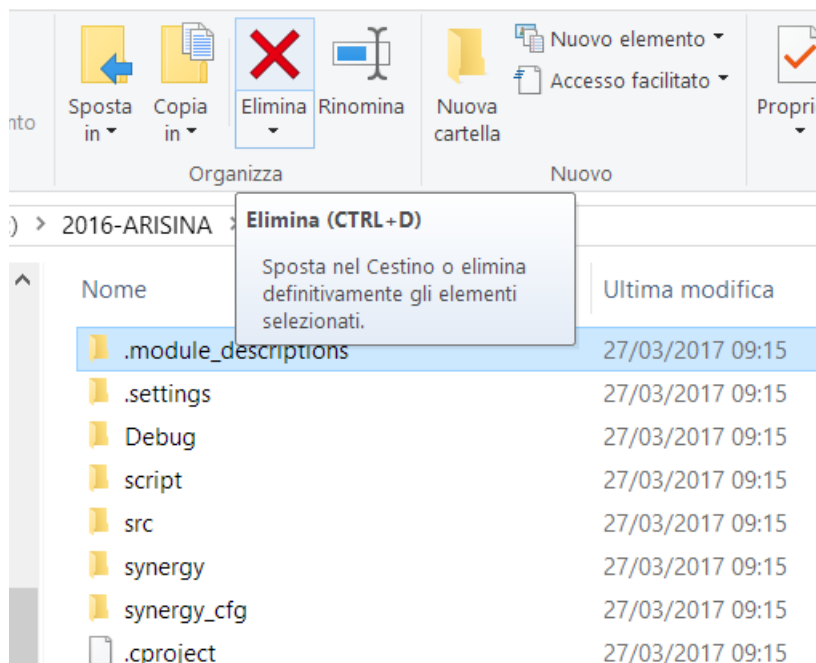 Sposta in
Copia in
Elimina
Rinomina
Nuova cartella
Nuovo elemento
Accesso facilitato
Organizza
Nuovo
) > 2016-ARISINA >
Elimina (CTRL+D)
Sposta nel Cestino o elimina
definitivamente gli elementi
selezionati.
Nome
Ultima modifica
.module_descriptions 27/03/2017 09:15
.settings 27/03/2017 09:15
Debug 27/03/2017 09:15
script 27/03/2017 09:15
src 27/03/2017 09:15
synergy 27/03/2017 09:15
synergy_cfg 27/03/2017 09:15
.cproject 27/03/2017 09:15